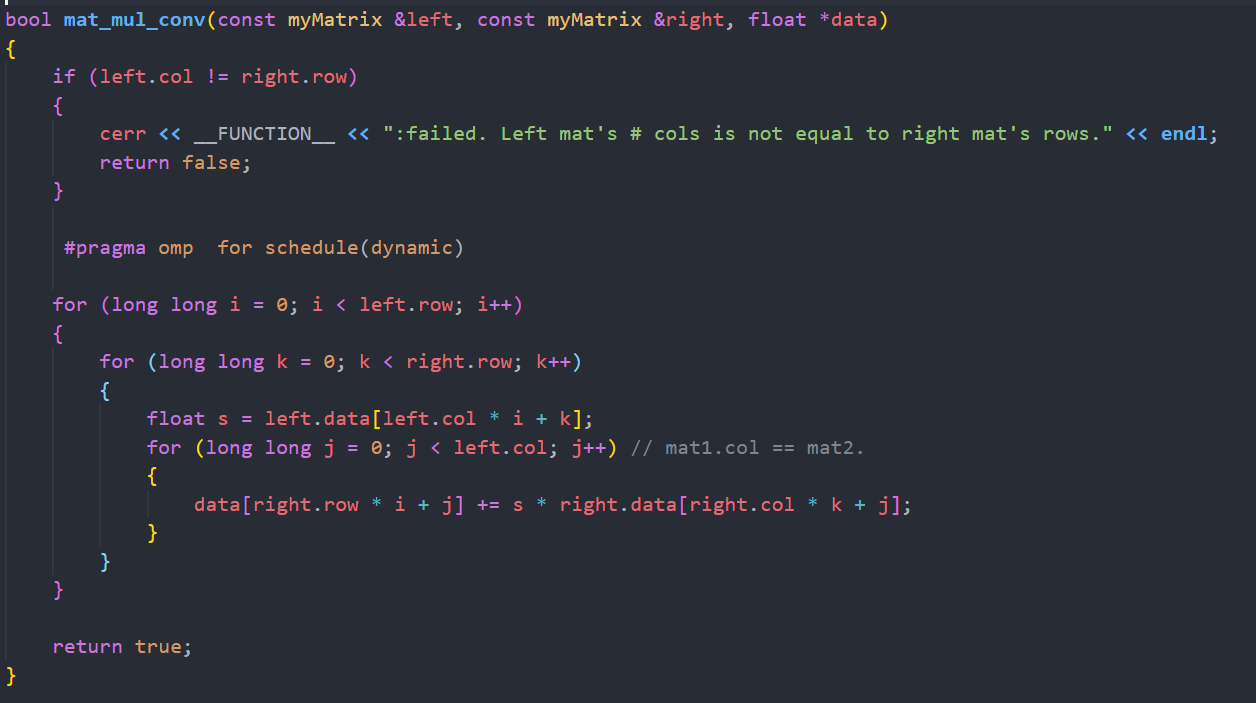 bool mat_mul_conv(const myMatrix &left, const myMatrix &right, float *data)
{
    if (left.col != right.row)
    {
        cerr << __FUNCTION__ << ":failed. Left mat's # cols is not equal to right mat's rows." << endl;
        return false;
    }
     #pragma omp  for schedule(dynamic)
    for (long long i = 0; i < left.row; i++)
    {
        for (long long k = 0; k < right.row; k++)
        {
            float s = left.data[left.col * i + k];
            for (long long j = 0; j < left.col; j++) // mat1.col == mat2.
            {
                data[right.row * i + j] += s * right.data[right.col * k + j];
            }
        }
    }
    return true;
}